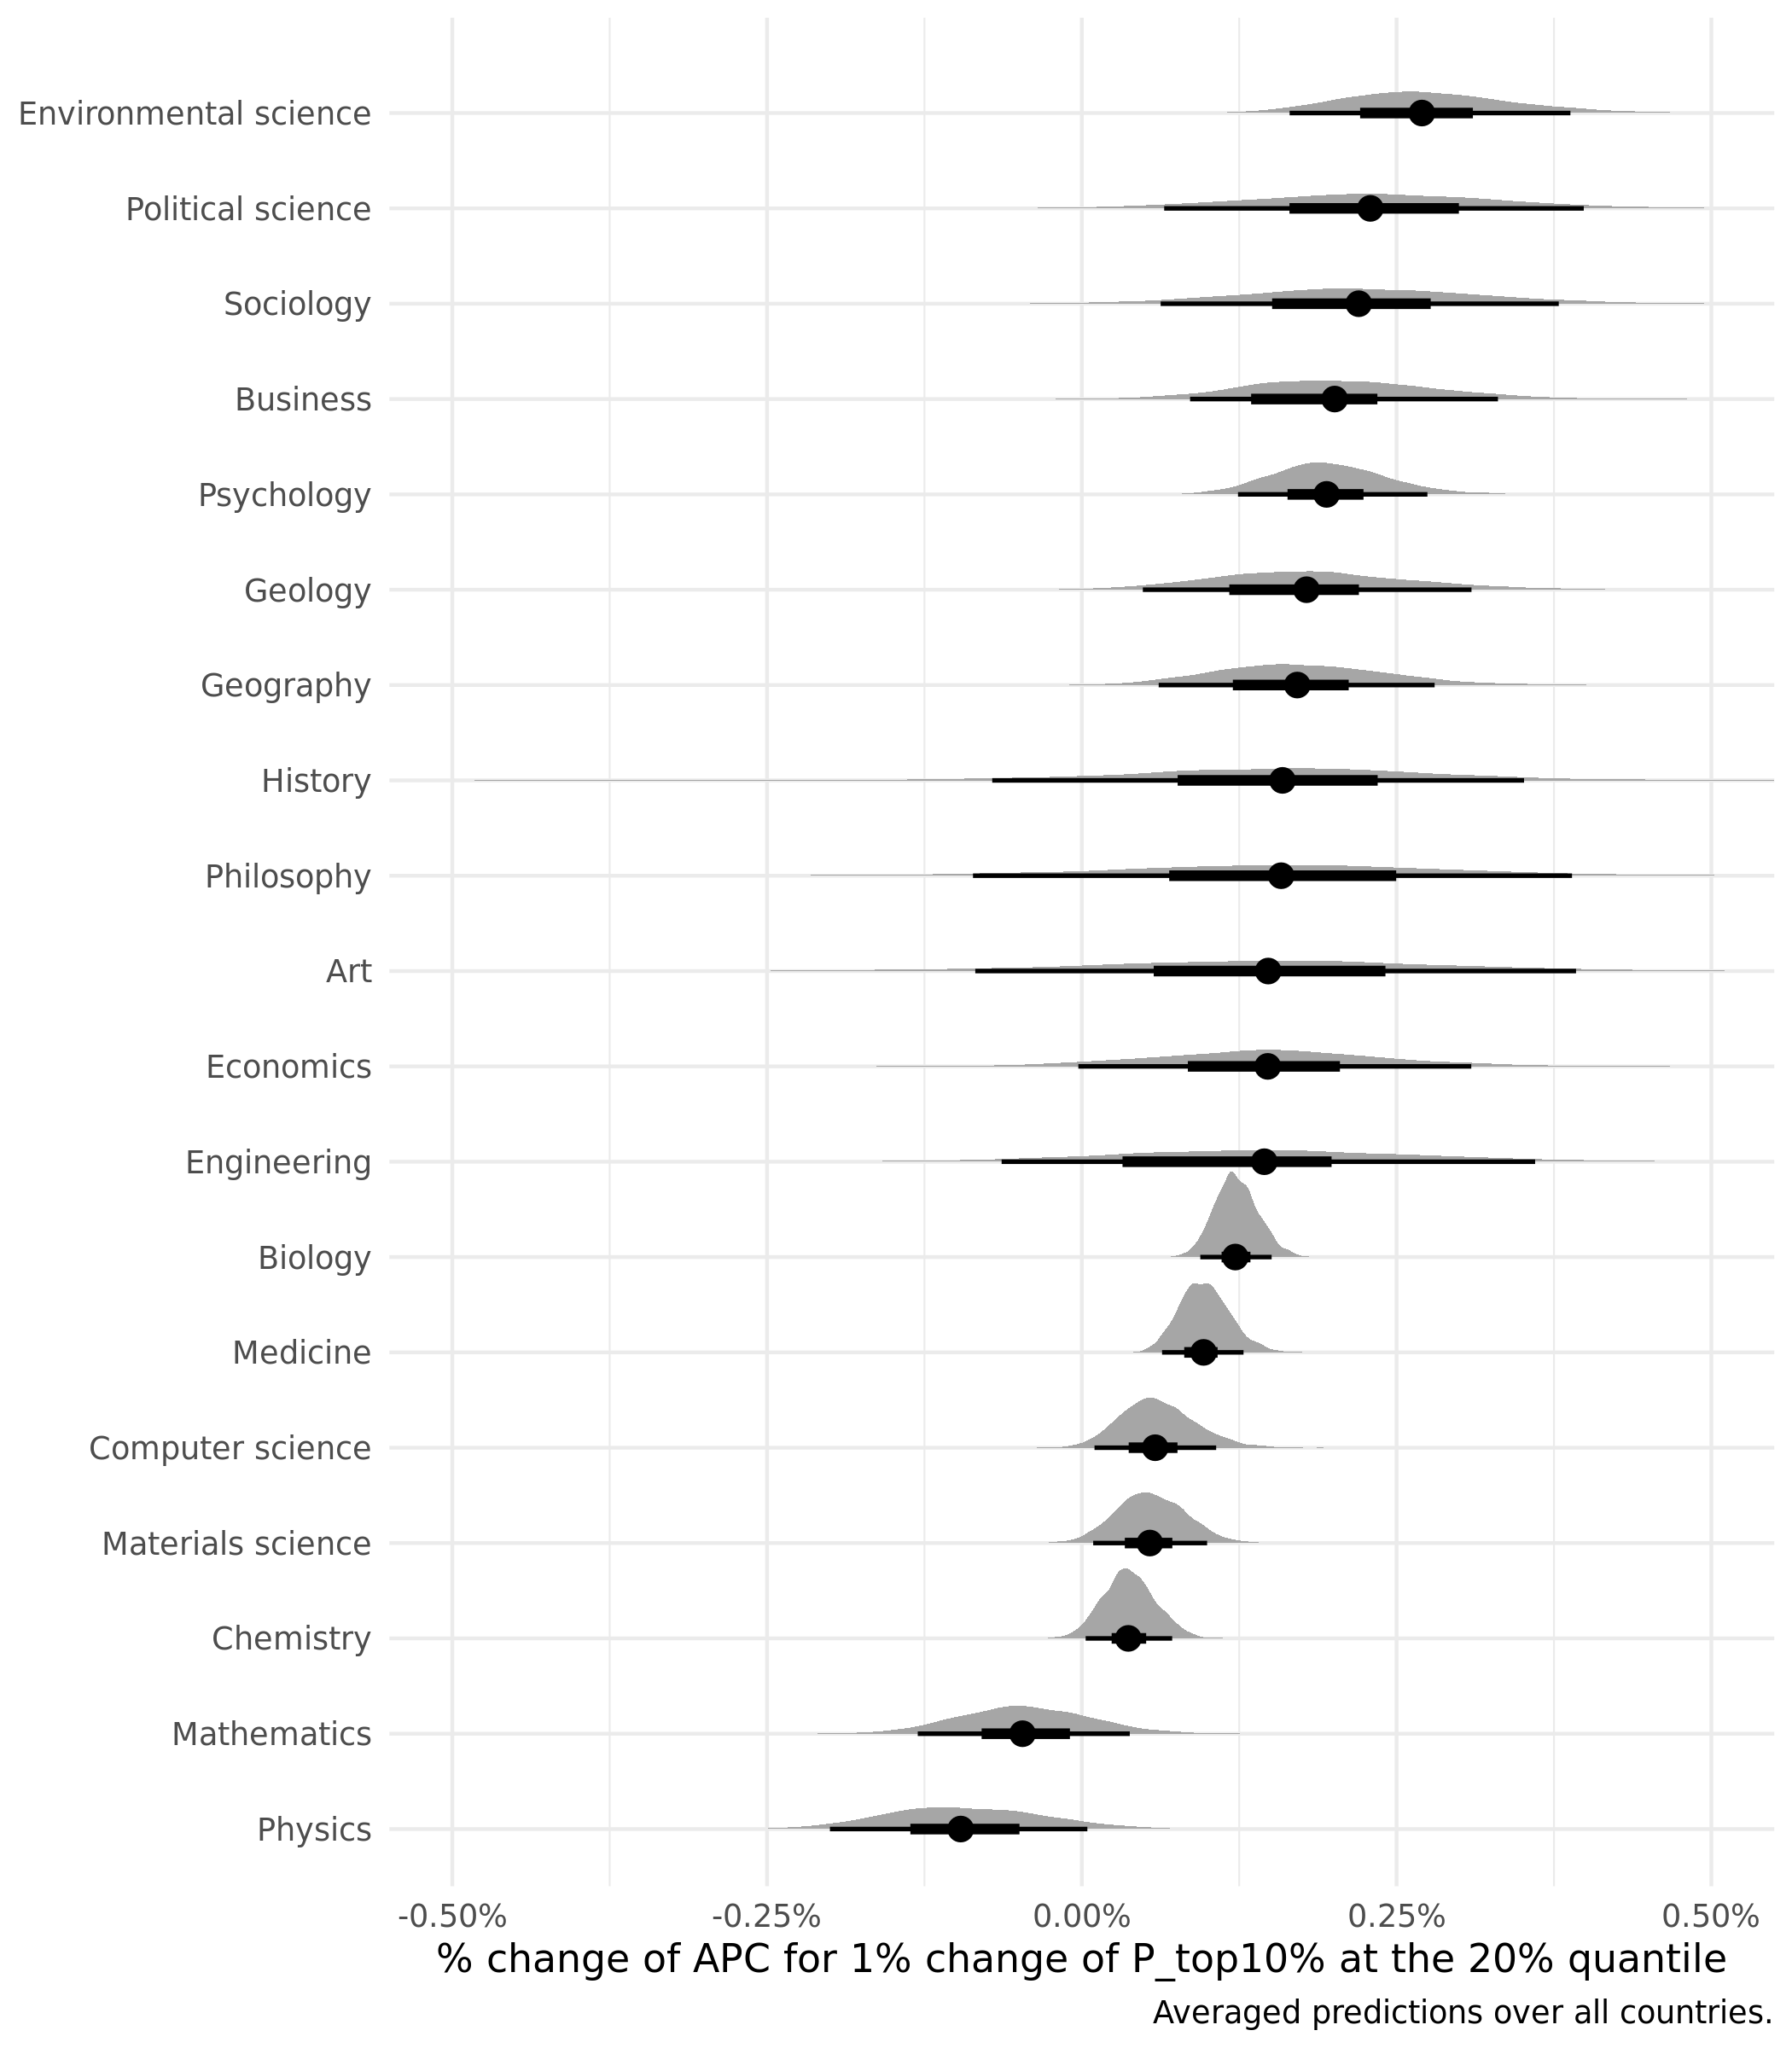 Environmental science
Political science
Sociology
Business
Psychology
Geology
Geography
History
Philosophy
Art
Economics
Engineering
Biology
Medicine
Computer science
Materials science
Chemistry
Mathematics
Physics
-0.50% -0.25% 0.00% 0.25% 0.50%
% change of APC for 1% change of P_top10% at the 20% quantile
Averaged predictions over all countries.